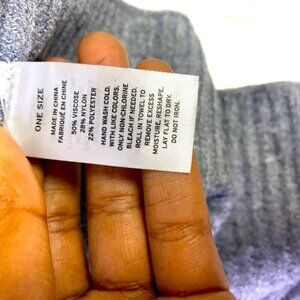 ONE SIZE
MADE IN CHINA
FABRIQUÉ EN CHINE
50% VISCOSE
28% NYLON
22% POLYESTER
HAND WASH COLD.
WITH LIKE COLORS.
ONLY NON-CHLORINE
BLEACH IF NEEDED.
ROLL IN TOWEL TO
REMOVE EXCESS
MOISTURE, RESHAPE.
LAY FLAT TO DRY.
DO NOT IRON.